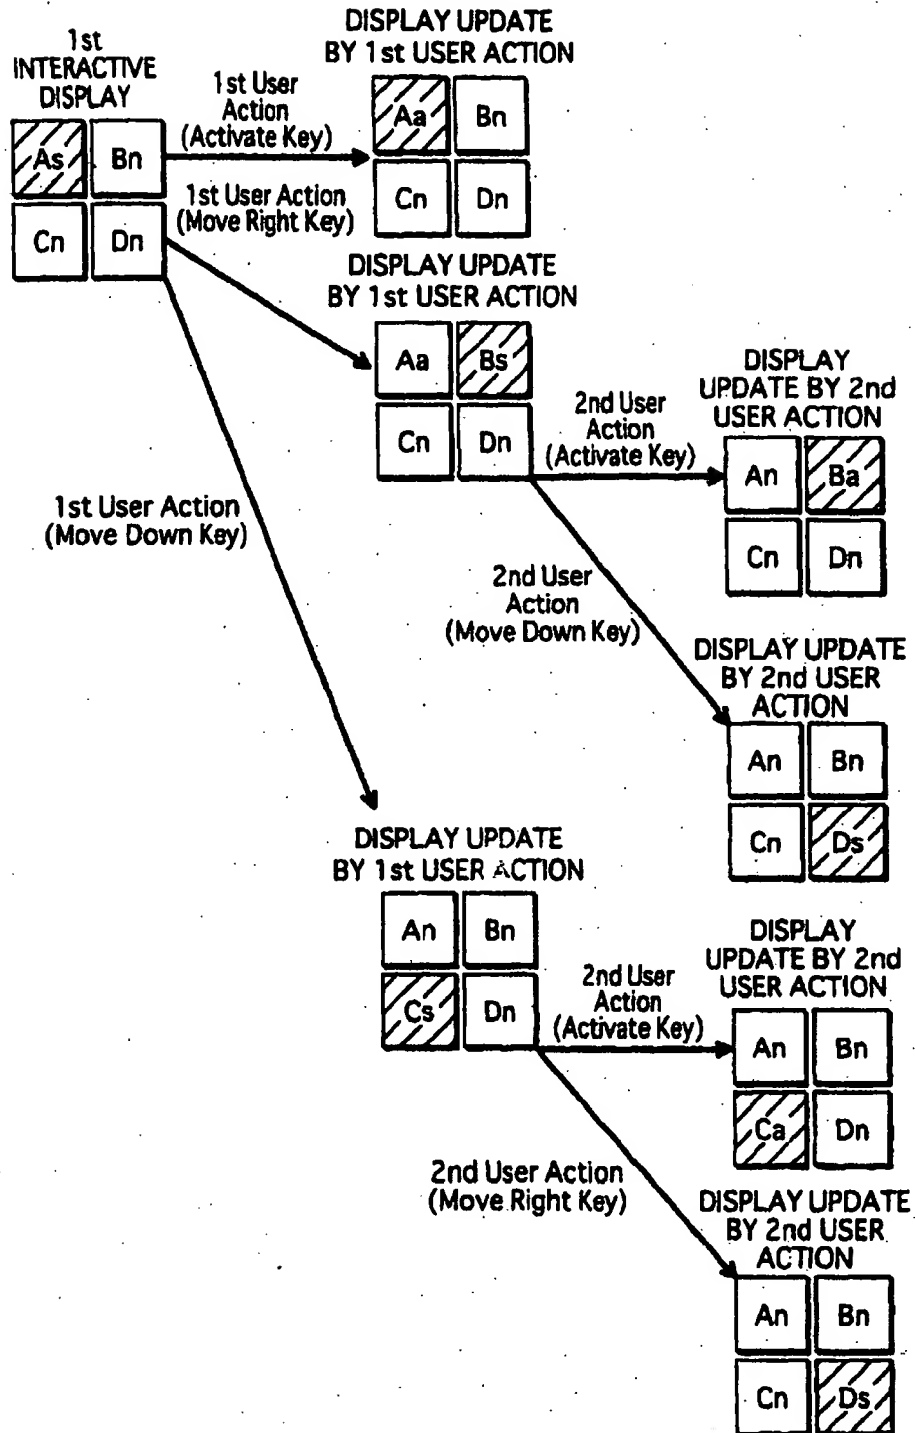 1st
INTERACTIVE
DISPLAY
As Bn
Cn Dn
1st User
Action
(Activate Key)
DISPLAY UPDATE
BY 1st USER ACTION
Aa Bn
Cn Dn
1st User Action
(Move Right Key)
DISPLAY UPDATE
BY 1st USER ACTION
Aa Bs
Cn Dn
2nd User
Action
(Activate Key)
DISPLAY
UPDATE BY 2nd
USER ACTION
An Ba
Cn Dn
2nd User
Action
(Move Down Key)
DISPLAY UPDATE
BY 2nd USER
ACTION
An Bn
Cn Ds
1st User Action
(Move Down Key)
DISPLAY UPDATE
BY 1st USER ACTION
An Bn
Cs Dn
2nd User
Action
(Activate Key)
DISPLAY
UPDATE BY 2nd
USER ACTION
An Bn
Ca Dn
2nd User Action
(Move Right Key)
DISPLAY UPDATE
BY 2nd USER
ACTION
An Bn
Cn Ds